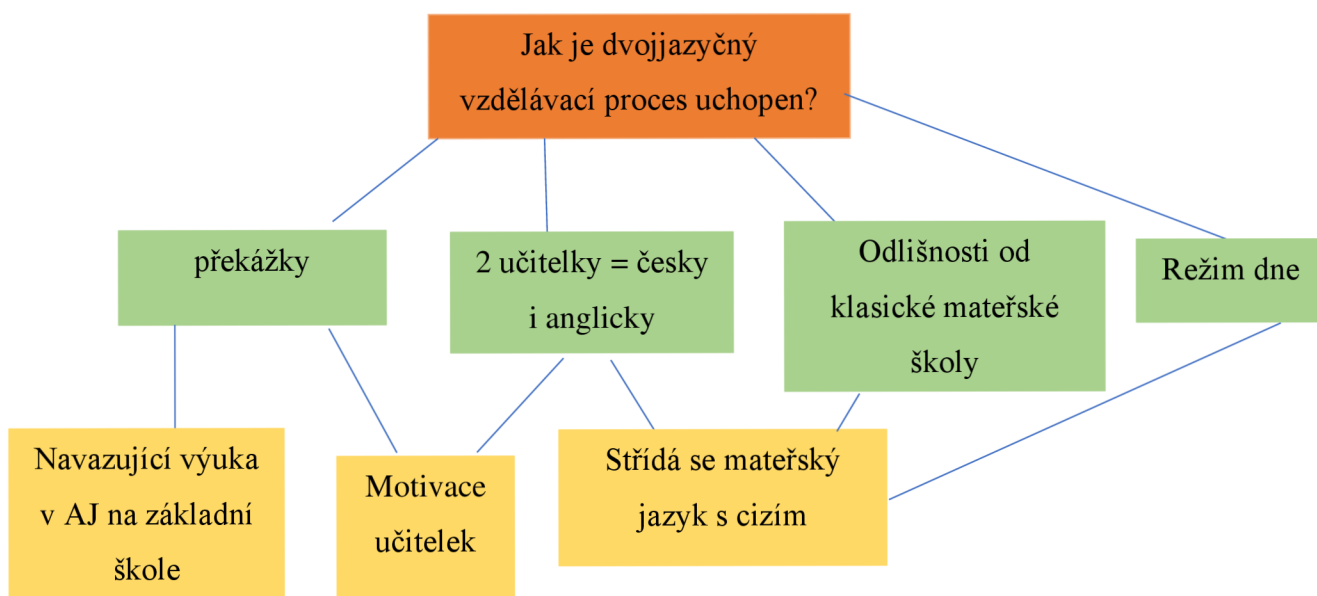 Jak je dvojjazyčný
vzdělávací proces uchopen?
překážky
2 učitelky = česky
i anglicky
Odlišnosti od
klasické mateřské
školy
Režim dne
Navazující výuka
v AJ na základní
škole
Motivace
učitelek
Střídá se mateřský
jazyk s cizím